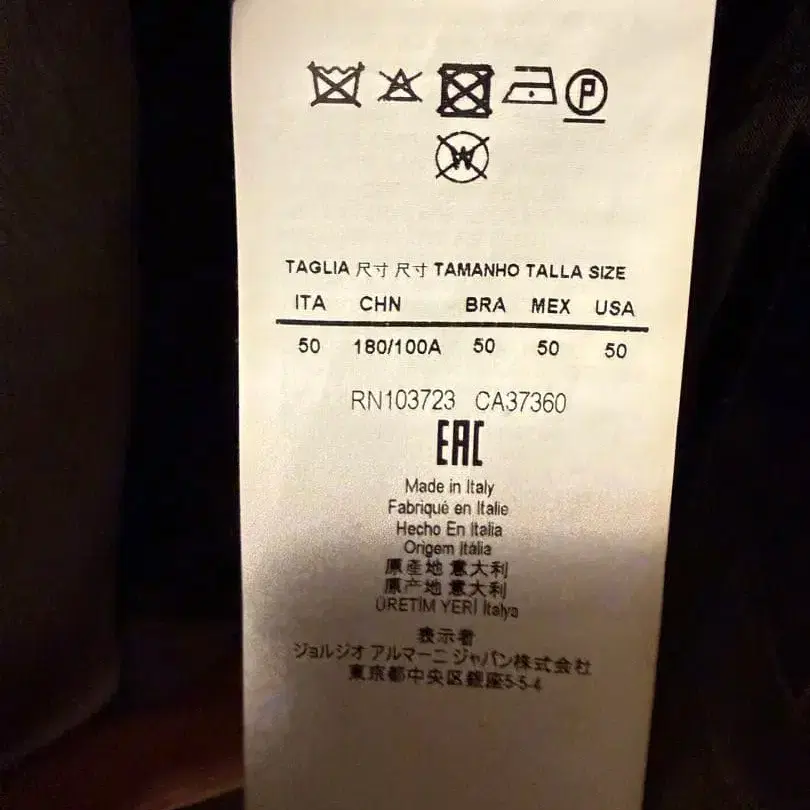 P
W
TAGLIA 尺寸 尺寸 TAMANHO TALLA SIZE
ITA CHN BRA MEX USA
50 180/100A 50 50 50
RN103723 CA37360
EAC
Made in Italy
Fabriqué en Italie
Hecho En Italia
Origem Itália
原產地 意大利
原产地 意大利
ÜRETİM YERİ İtalya
表示者
ジョルジオ アルマーニ ジャパン株式会社
東京都中央区銀座5-5-4